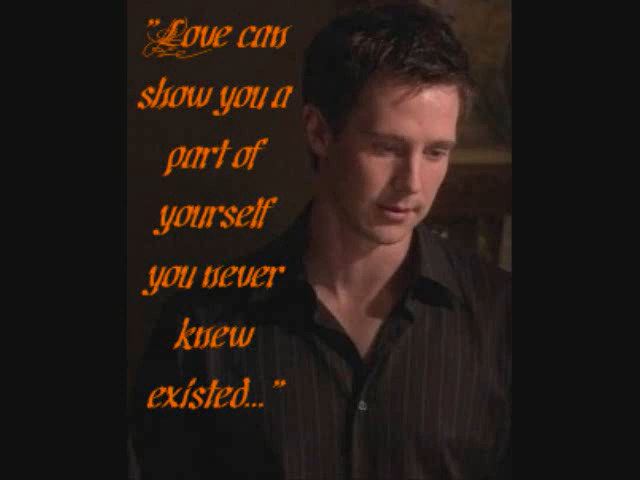 "Love can
show you a
part of
yourself
you never
knew
existed..."